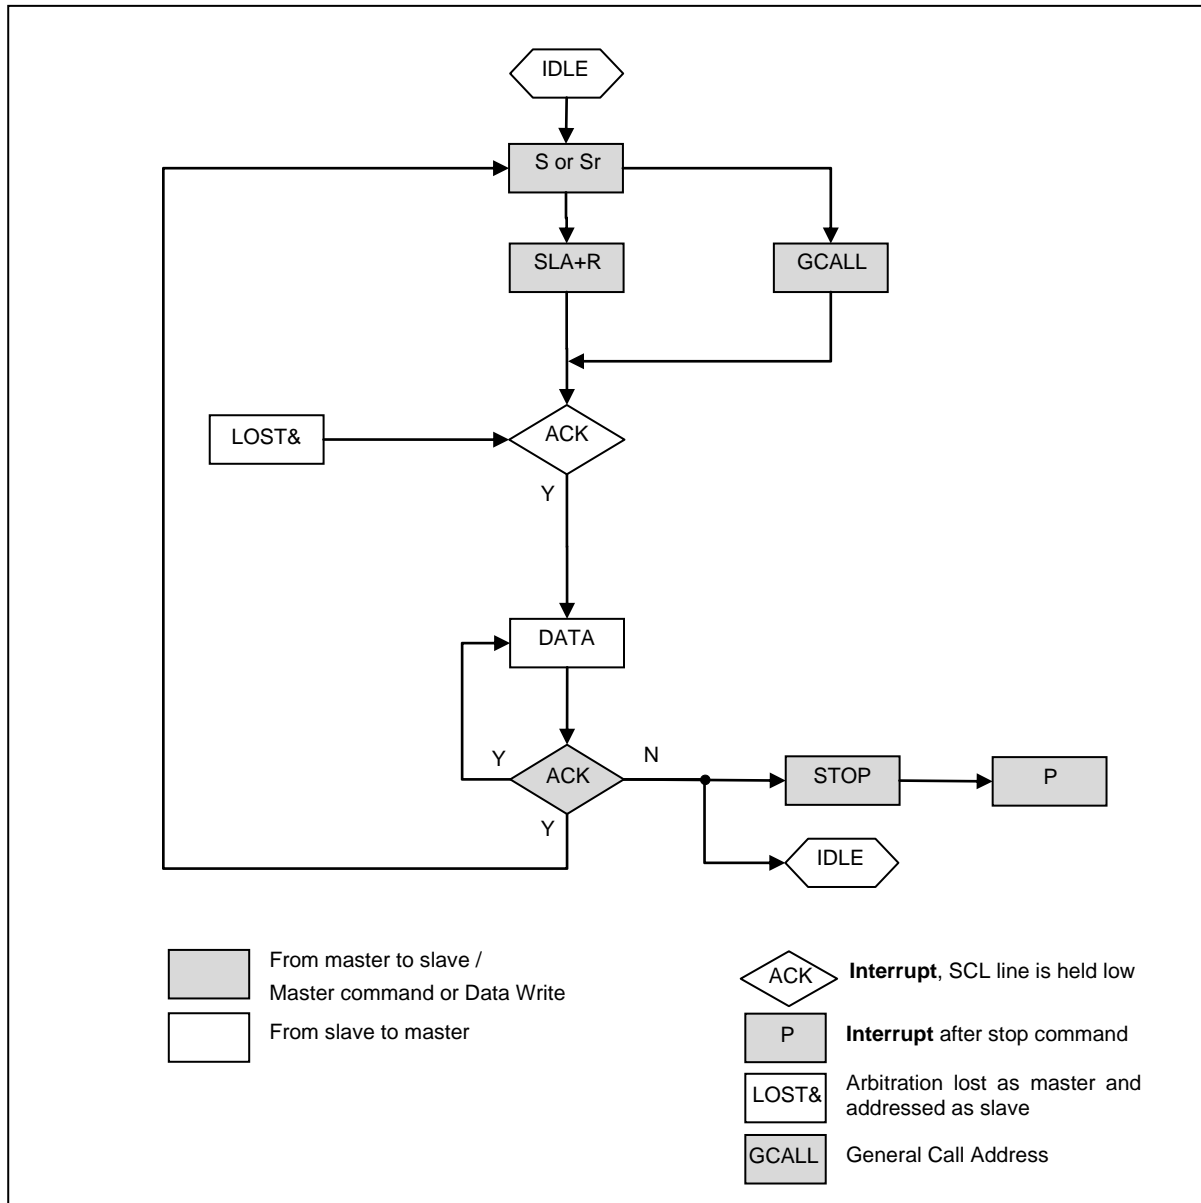 IDLE
S or Sr
SLA+R
GCALL
LOST&
ACK
Y
DATA
Y
ACK
N
STOP
P
Y
IDLE
From master to slave /
Master command or Data Write
From slave to master
ACK
Interrupt, SCL line is held low
P
Interrupt after stop command
LOST&
Arbitration lost as master and
addressed as slave
GCALL
General Call Address